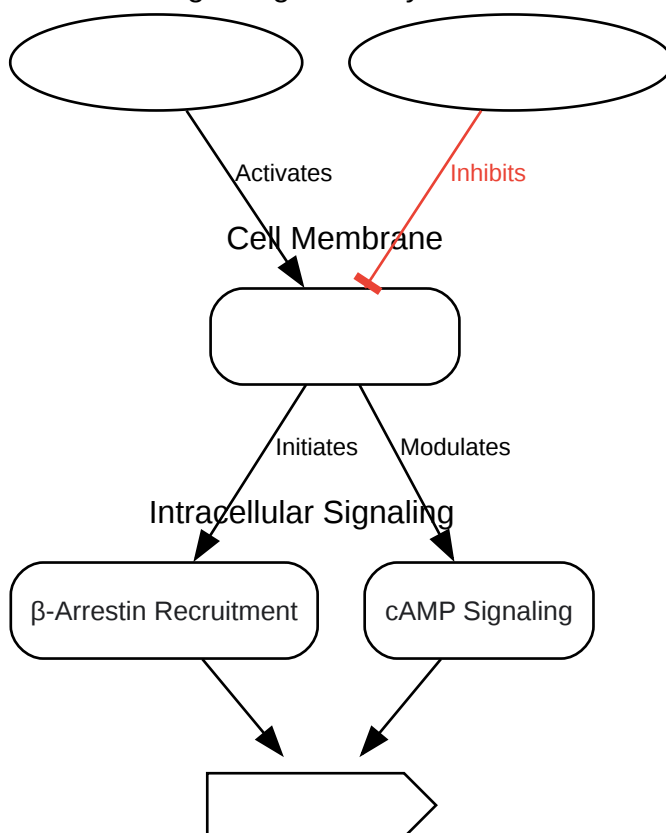 Activates
Inhibits
Cell Membrane
Initiates
Modulates
Intracellular Signaling
β-Arrestin Recruitment
cAMP Signaling